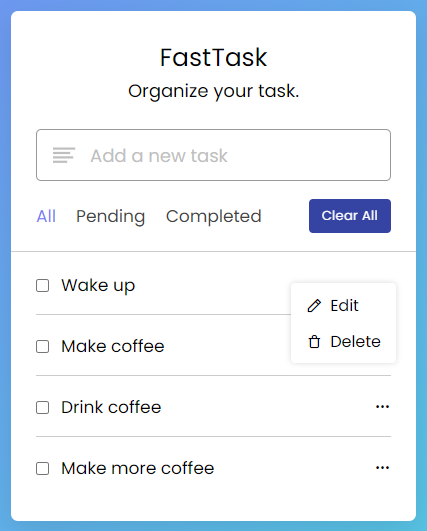 FastTask
Organize your task.
Add a new task
All Pending Completed Clear All
Wake up
Edit
Make coffee
Delete
Drink coffee
Make more coffee